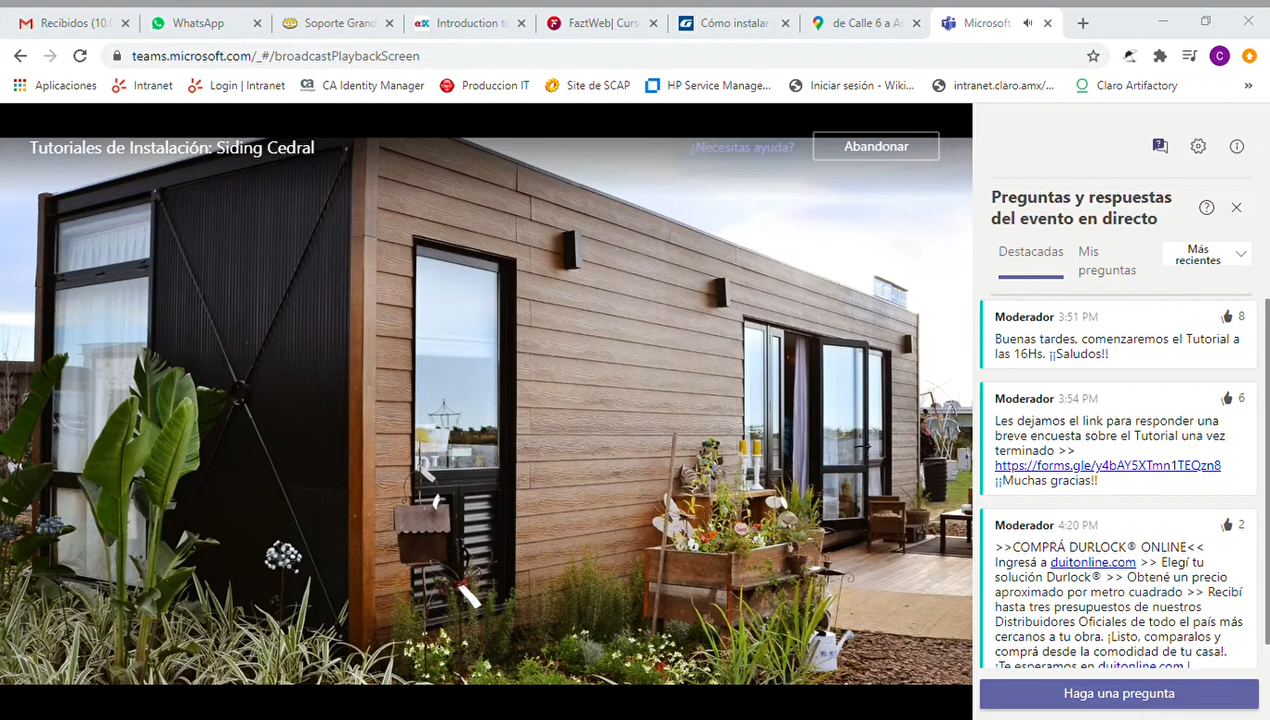 Recibidos (10.
WhatsApp
Soporte Grand
Introduction to
FaztWeb| Curs
Cómo instalar
de Calle 6 a A
Microsoft
teams.microsoft.com/_#/broadcastPlaybackScreen
C
Aplicaciones
Intranet
Login | Intranet
ca
CA Identity Manager
Produccion IT
Site de SCAP
HP Service Manage...
Iniciar sesión - Wiki...
intranet.claro.amx/...
Claro Artifactory
»
Tutoriales de Instalación: Siding Cedral
¿Necesitas ayuda?
Abandonar
Preguntas y respuestas
del evento en directo
Destacadas
Mis
preguntas
Más
recientes
Moderador 3:51 PM
8
Buenas tardes, comenzaremos el Tutorial a
las 16Hs. ¡¡Saludos!!
Moderador 3:54 PM
6
Les dejamos el link para responder una
breve encuesta sobre el Tutorial una vez
terminado >>
https://forms.gle/y4bAY5XTmn1TEQzn8
¡¡Muchas gracias!!
Moderador 4:20 PM
2
>>COMPRÁ DURLOCK® ONLINE<<
Ingresá a duitonline.com >> Elegí tu
solución Durlock® >> Obtené un precio
aproximado por metro cuadrado >> Recibí
hasta tres presupuestos de nuestros
Distribuidores Oficiales de todo el país más
cercanos a tu obra. ¡Listo, comparalos y
comprá desde la comodidad de tu casa!.
¡Te esperamos en duitonline.com |
Haga una pregunta